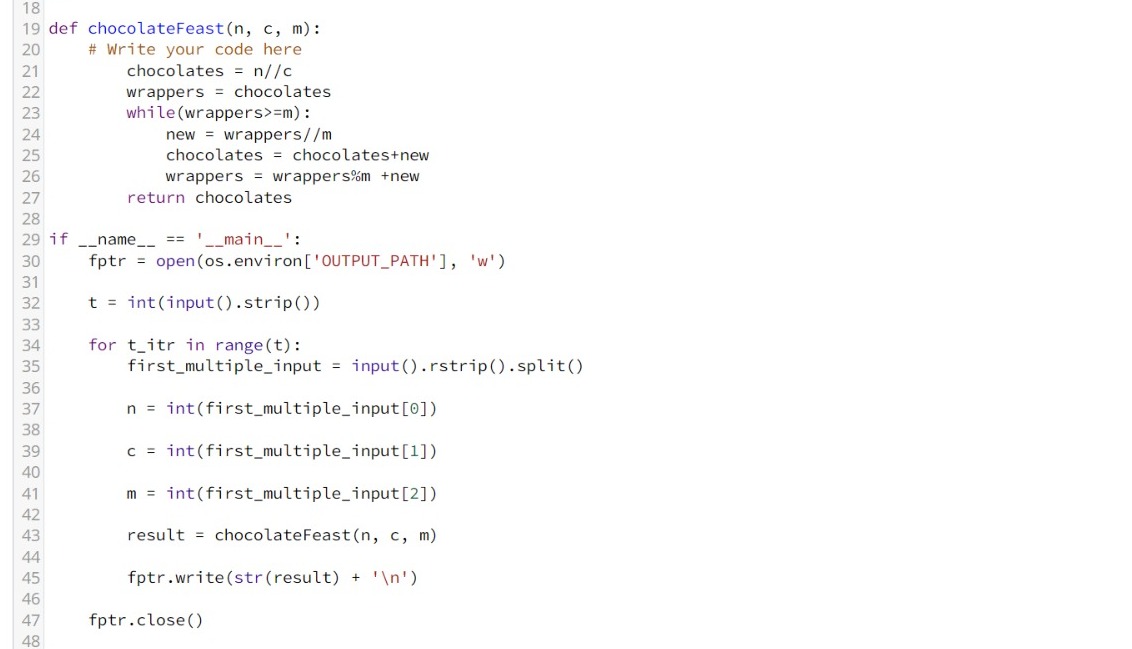 18
19 def chocolateFeast(n, c, m):
20     # Write your code here
21         chocolates = n//c
22         wrappers = chocolates
23         while(wrappers>=m):
24             new = wrappers//m
25             chocolates = chocolates+new
26             wrappers = wrappers%m +new
27         return chocolates
28
29 if __name__ == '__main__':
30     fptr = open(os.environ['OUTPUT_PATH'], 'w')
31
32     t = int(input().strip())
33
34     for t_itr in range(t):
35         first_multiple_input = input().rstrip().split()
36
37         n = int(first_multiple_input[0])
38
39         c = int(first_multiple_input[1])
40
41         m = int(first_multiple_input[2])
42
43         result = chocolateFeast(n, c, m)
44
45         fptr.write(str(result) + '\n')
46
47     fptr.close()
48